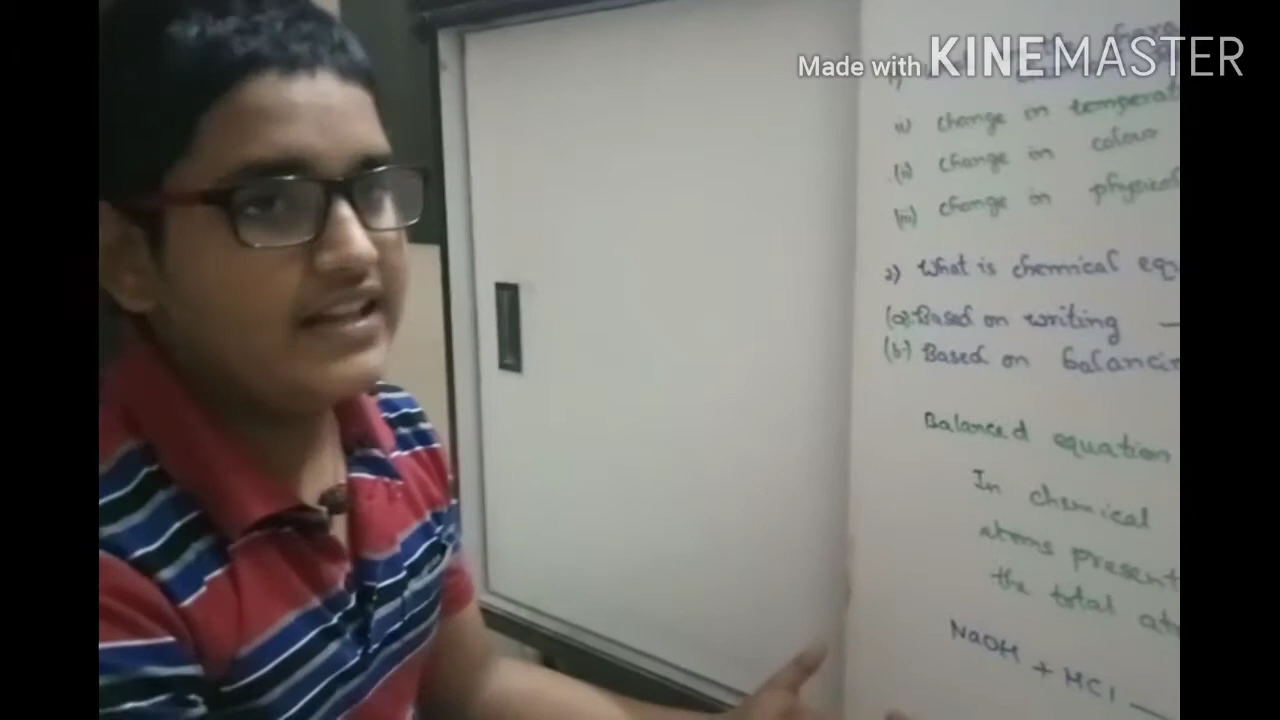 Made with KINEMASTER
change in temperat
(ii) change in colour
(iii) change in physical
2) What is chemical eq
(a) Based on writing
(b) Based on balancin
Balanced equation
In chemical
atoms present
the total at
NaOH + HCl